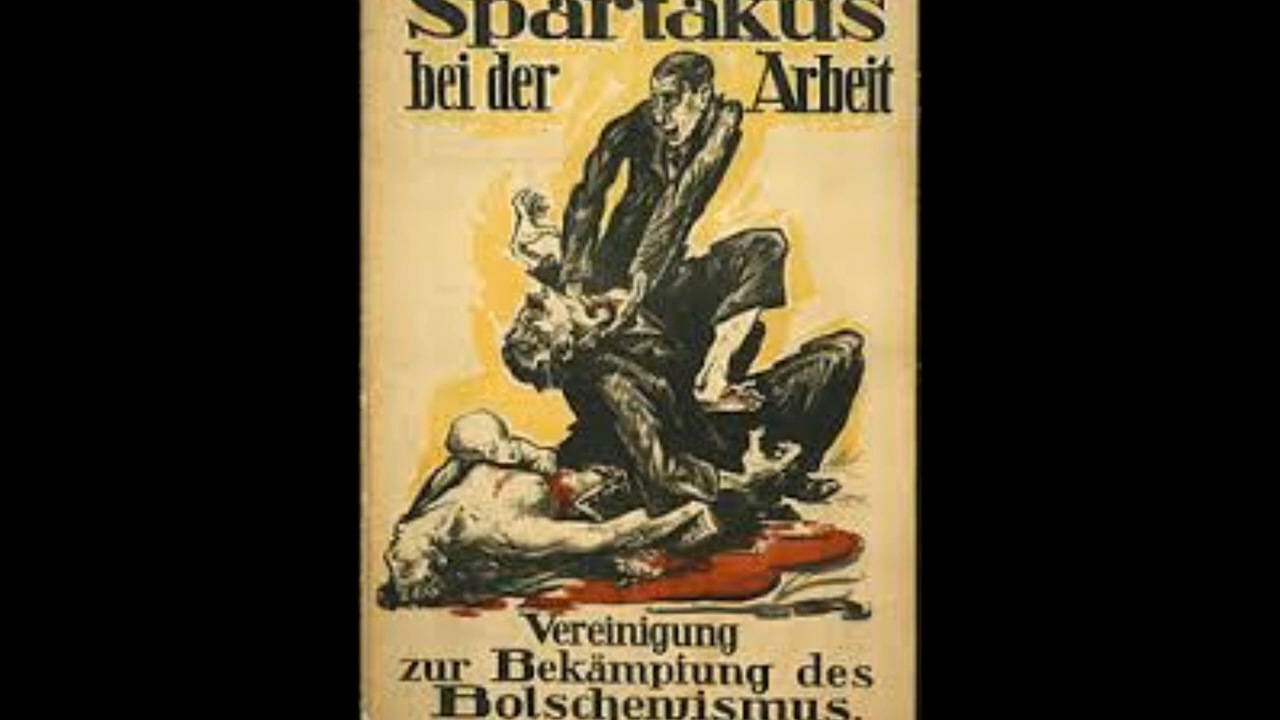 Spartakus
bei der Arbeit
Vereinigung
zur Bekämpfung des
Bolschewismus.